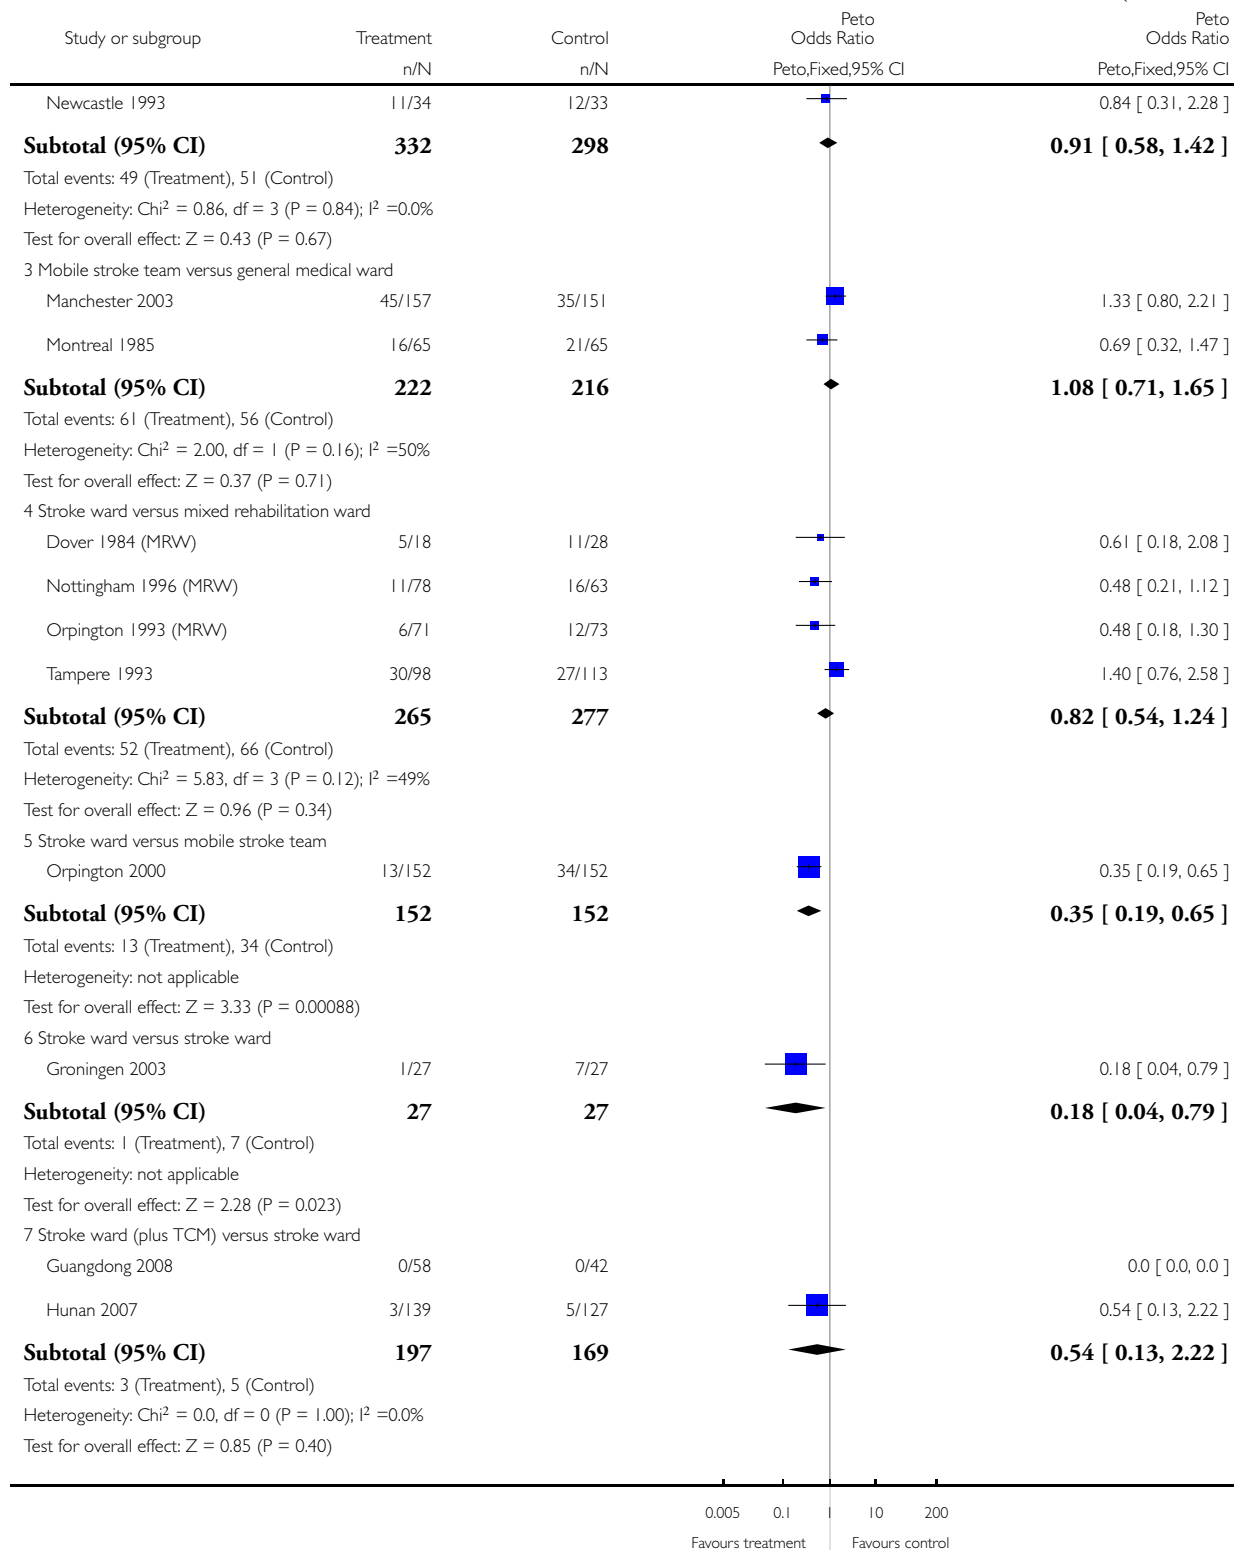 Peto Peto
Study or subgroup Treatment Control Odds Ratio Odds Ratio
n/N n/N Peto,Fixed,95% CI Peto,Fixed,95% CI
Newcastle 1993 11/34 12/33 0.84 [ 0.31, 2.28 ]
Subtotal (95% CI) 332 298 0.91 [ 0.58, 1.42 ]
Total events: 49 (Treatment), 51 (Control)
Heterogeneity: Chi² = 0.86, df = 3 (P = 0.84); I² =0.0%
Test for overall effect: Z = 0.43 (P = 0.67)
3 Mobile stroke team versus general medical ward
Manchester 2003 45/157 35/151 1.33 [ 0.80, 2.21 ]
Montreal 1985 16/65 21/65 0.69 [ 0.32, 1.47 ]
Subtotal (95% CI) 222 216 1.08 [ 0.71, 1.65 ]
Total events: 61 (Treatment), 56 (Control)
Heterogeneity: Chi² = 2.00, df = 1 (P = 0.16); I² =50%
Test for overall effect: Z = 0.37 (P = 0.71)
4 Stroke ward versus mixed rehabilitation ward
Dover 1984 (MRW) 5/18 11/28 0.61 [ 0.18, 2.08 ]
Nottingham 1996 (MRW) 11/78 16/63 0.48 [ 0.21, 1.12 ]
Orpington 1993 (MRW) 6/71 12/73 0.48 [ 0.18, 1.30 ]
Tampere 1993 30/98 27/113 1.40 [ 0.76, 2.58 ]
Subtotal (95% CI) 265 277 0.82 [ 0.54, 1.24 ]
Total events: 52 (Treatment), 66 (Control)
Heterogeneity: Chi² = 5.83, df = 3 (P = 0.12); I² =49%
Test for overall effect: Z = 0.96 (P = 0.34)
5 Stroke ward versus mobile stroke team
Orpington 2000 13/152 34/152 0.35 [ 0.19, 0.65 ]
Subtotal (95% CI) 152 152 0.35 [ 0.19, 0.65 ]
Total events: 13 (Treatment), 34 (Control)
Heterogeneity: not applicable
Test for overall effect: Z = 3.33 (P = 0.00088)
6 Stroke ward versus stroke ward
Groningen 2003 1/27 7/27 0.18 [ 0.04, 0.79 ]
Subtotal (95% CI) 27 27 0.18 [ 0.04, 0.79 ]
Total events: 1 (Treatment), 7 (Control)
Heterogeneity: not applicable
Test for overall effect: Z = 2.28 (P = 0.023)
7 Stroke ward (plus TCM) versus stroke ward
Guangdong 2008 0/58 0/42 0.0 [ 0.0, 0.0 ]
Hunan 2007 3/139 5/127 0.54 [ 0.13, 2.22 ]
Subtotal (95% CI) 197 169 0.54 [ 0.13, 2.22 ]
Total events: 3 (Treatment), 5 (Control)
Heterogeneity: Chi² = 0.0, df = 0 (P = 1.00); I² =0.0%
Test for overall effect: Z = 0.85 (P = 0.40)
0.005 0.1 1 10 200
Favours treatment Favours control